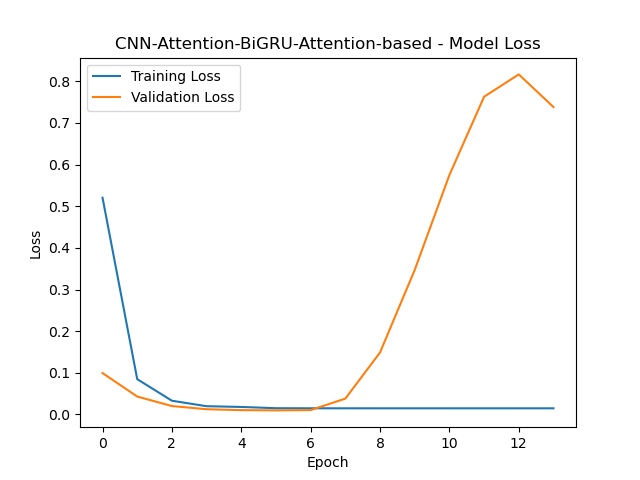 CNN-Attention-BiGRU-Attention-based - Model Loss
Training Loss
Validation Loss
0.8
0.7
0.6
0.5
0.4
0.3
0.2
0.1
0.0
Loss
0 2 4 6 8 10 12
Epoch